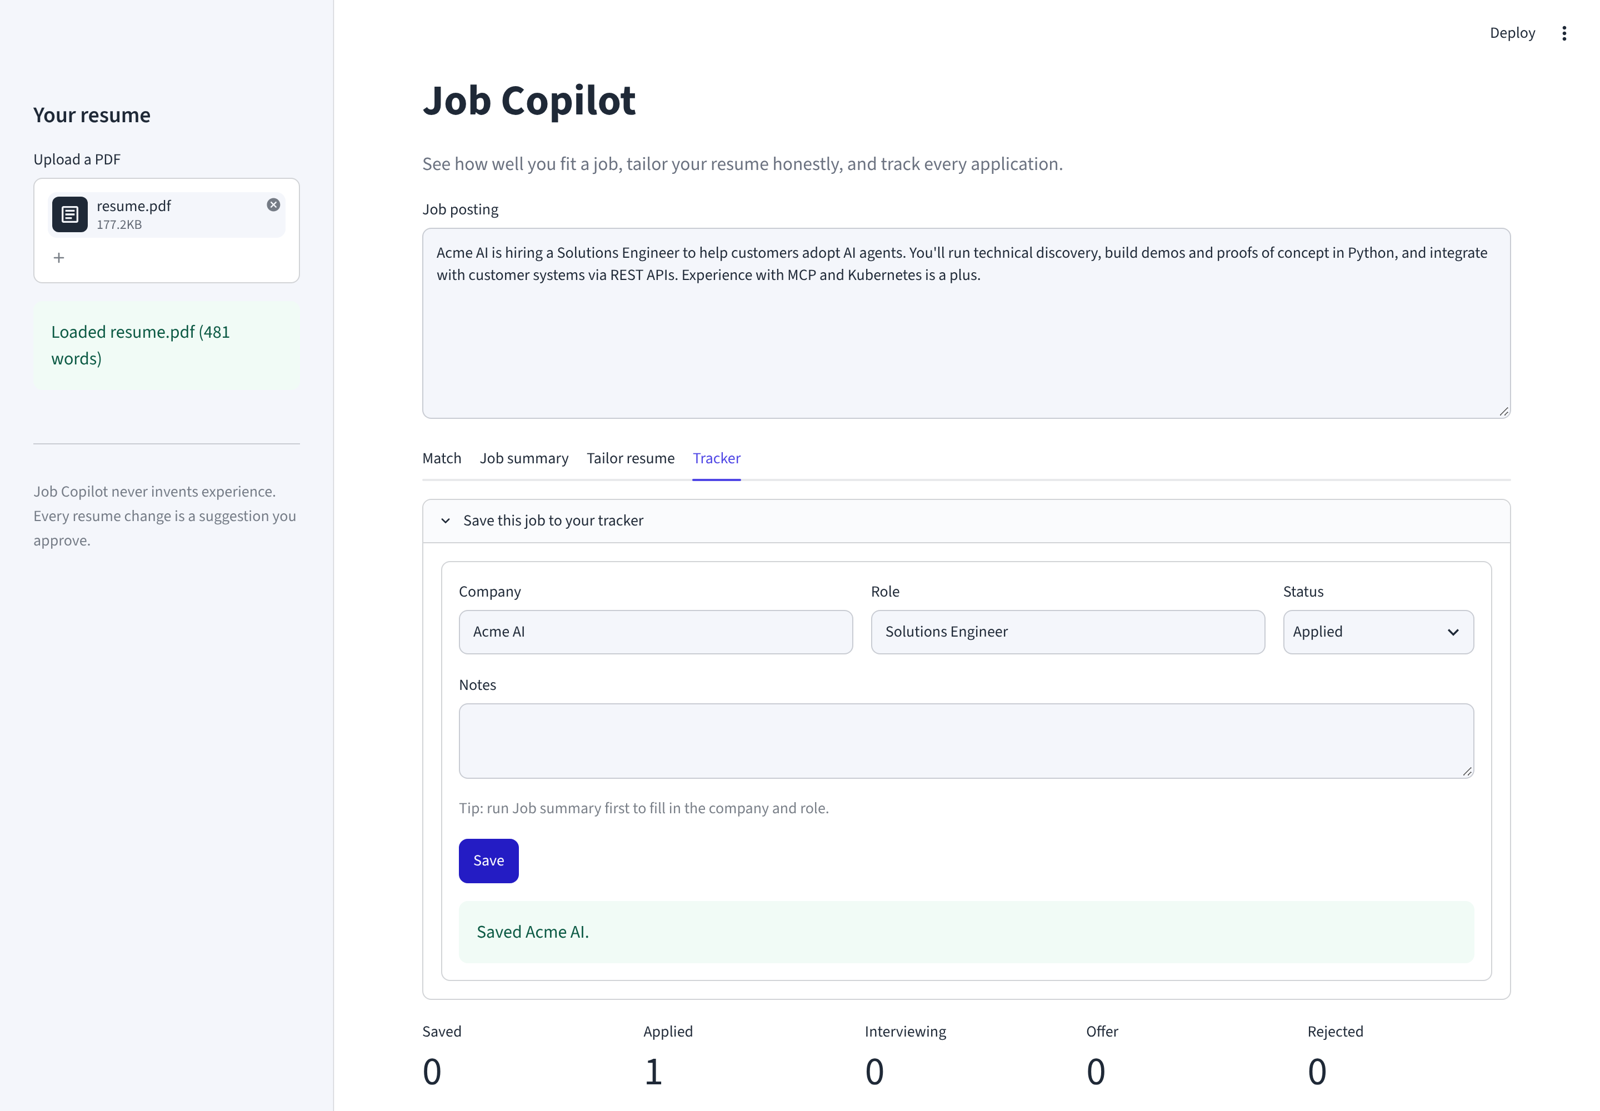 Deploy
Your resume
Upload a PDF
resume.pdf
177.2KB
Loaded resume.pdf (481
words)
Job Copilot never invents experience.
Every resume change is a suggestion you
approve.
Job Copilot
See how well you fit a job, tailor your resume honestly, and track every application.
Job posting
Acme AI is hiring a Solutions Engineer to help customers adopt AI agents. You'll run technical discovery, build demos and proofs of concept in Python, and integrate
with customer systems via REST APIs. Experience with MCP and Kubernetes is a plus.
Match Job summary Tailor resume Tracker
Save this job to your tracker
Company Role Status
Acme AI Solutions Engineer Applied
Notes
Tip: run Job summary first to fill in the company and role.
Save
Saved Acme AI.
Saved Applied Interviewing Offer Rejected
0 1 0 0 0